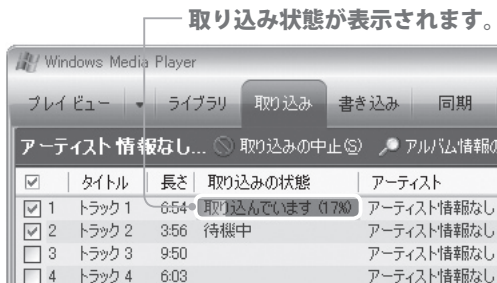 取り込み状態が表示されます。
Windows Media Player
プレイ ビュー ライブラリ 取り込み 書き込み 同期
アーティスト情報なし... 取り込みの中止(S) アルバム情報の
タイトル 長さ 取り込みの状態 アーティスト
1 トラック 1 6:54 取り込んでいます (17%) アーティスト情報なし
2 トラック 2 3:56 待機中 アーティスト情報なし
3 トラック 3 9:50 アーティスト情報なし
4 トラック 4 6:03 アーティスト情報なし